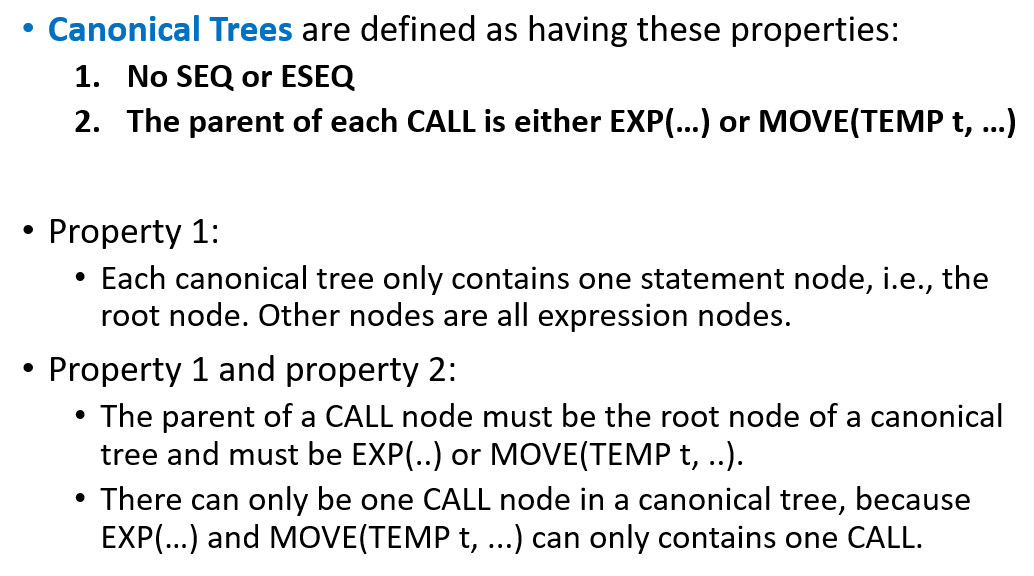 • Canonical Trees are defined as having these properties:
1. No SEQ or ESEQ
2. The parent of each CALL is either EXP(…) or MOVE(TEMP t, …)
• Property 1:
• Each canonical tree only contains one statement node, i.e., the
root node. Other nodes are all expression nodes.
• Property 1 and property 2:
• The parent of a CALL node must be the root node of a canonical
tree and must be EXP(..) or MOVE(TEMP t, ..).
• There can only be one CALL node in a canonical tree, because
EXP(…) and MOVE(TEMP t, ...) can only contains one CALL.